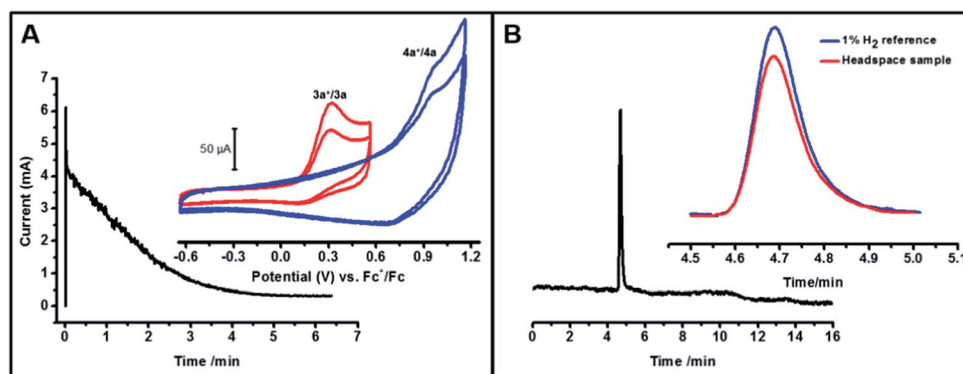 A
7
6
5
4
3
2
1
0
Current (mA)
0 1 2 3 4 5 6 7
Time /min
50 µA
3a⁺/3a
4a⁺/4a
-0.6 -0.3 0.0 0.3 0.6 0.9 1.2
Potential (V) vs. Fc⁺/Fc
B
1% H₂ reference
Headspace sample
4.5 4.6 4.7 4.8 4.9 5.0 5.1
Time/min
0 2 4 6 8 10 12 14 16
Time /min